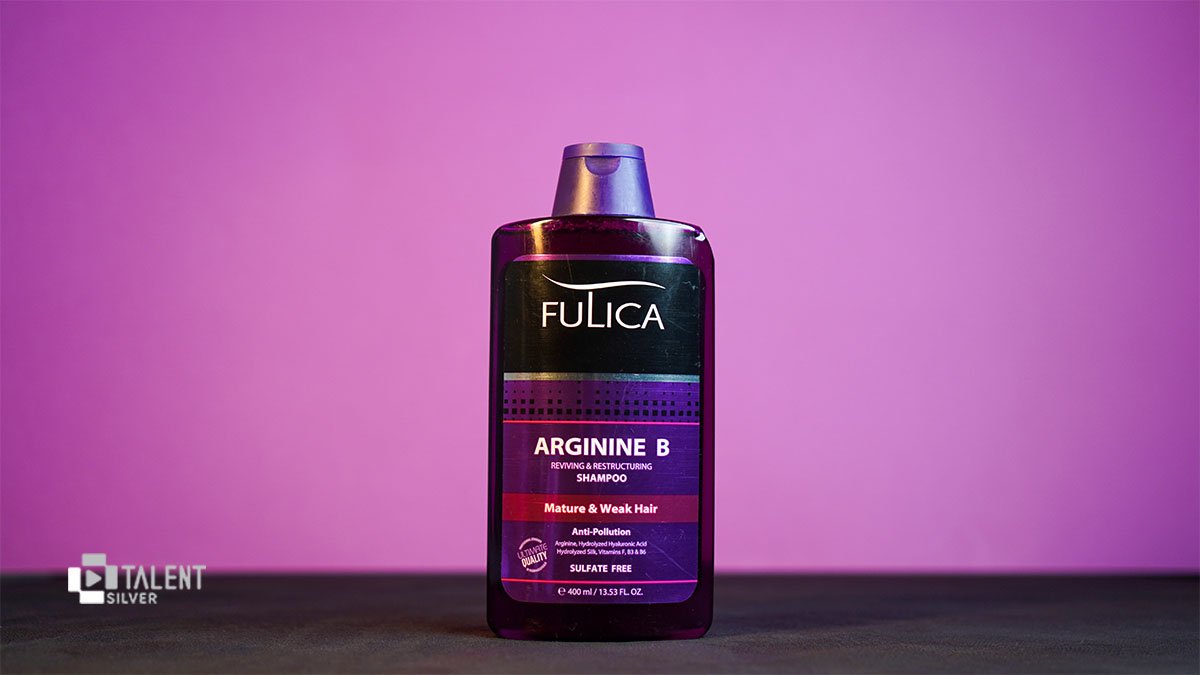 FULICA
ARGININE B
REVIVING & RESTRUCTURING
SHAMPOO
Mature & Weak Hair
Anti-Pollution
Arginine, Hydrolyzed Hyaluronic Acid
Hydrolyzed Silk, Vitamins F, B3 & B6
ULTIMATE
QUALITY
SULFATE FREE
℮ 400 ml / 13.53 FL. OZ.
TALENT
SILVER